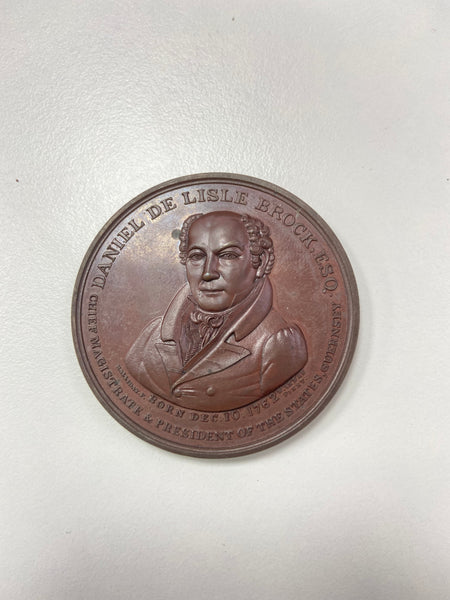 DANIEL DE LISLE BROCK, ESQ.
CHIEF MAGISTRATE & PRESIDENT OF THE STATES, GUERNSEY.
BORN DEC. 10. 1762